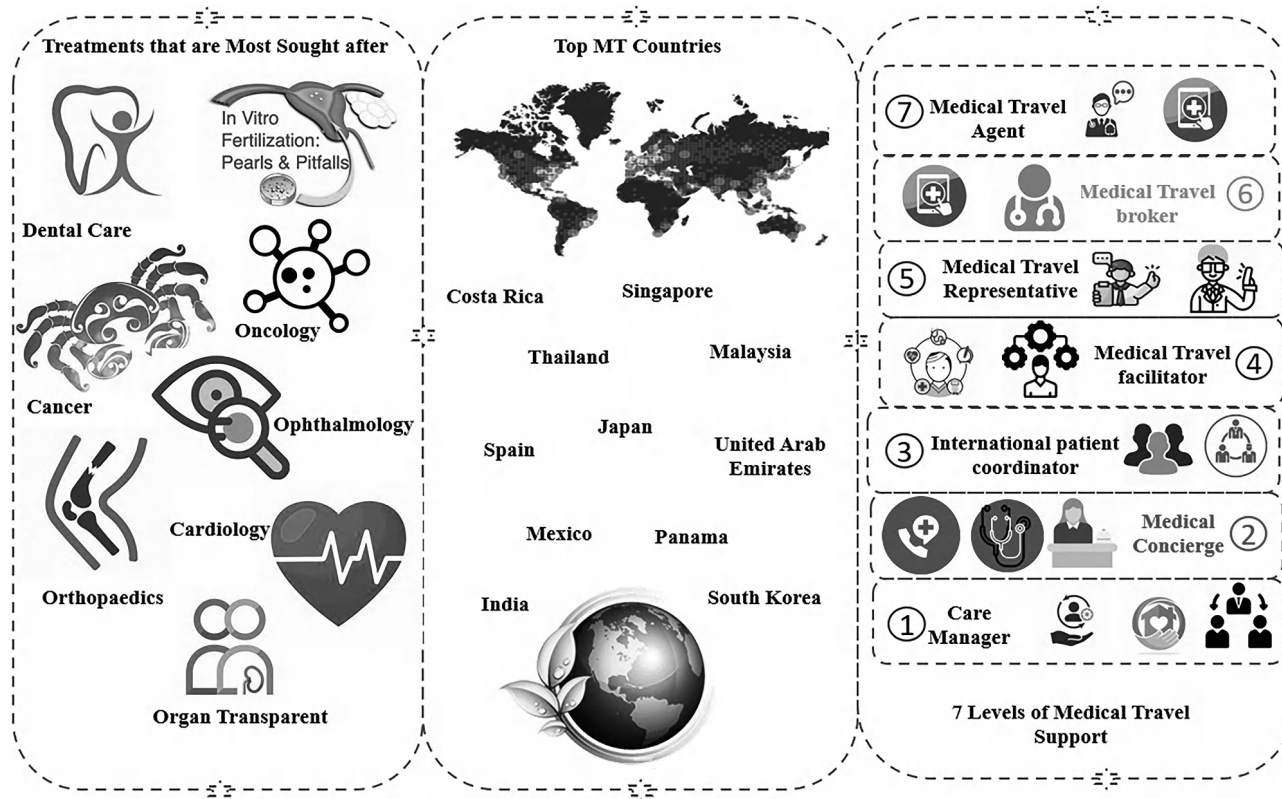 Treatments that are Most Sought after
In Vitro
Fertilization:
Pearls & Pitfalls
Dental Care
Oncology
Cancer
Ophthalmology
Cardiology
Orthopaedics
Organ Transparent
Top MT Countries
Costa Rica
Singapore
Thailand
Malaysia
Japan
Spain
United Arab
Emirates
Mexico
Panama
India
South Korea
7 Medical Travel
Agent
Medical Travel 6
broker
5 Medical Travel
Representative
Medical Travel 4
facilitator
3 International patient
coordinator
Medical 2
Concierge
1 Care
Manager
7 Levels of Medical Travel
Support